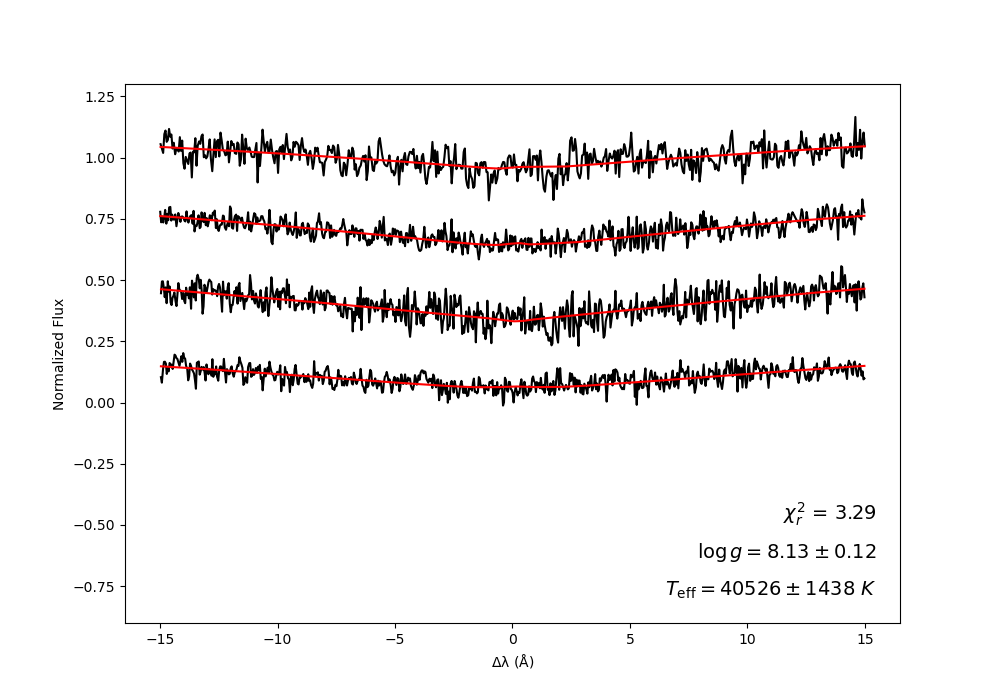 1.25
1.00
0.75
0.50
0.25
0.00
−0.25
−0.50
−0.75
Normalized Flux
χ²ᵣ = 3.29
log g = 8.13 ± 0.12
T_eff = 40526 ± 1438 K
−15 −10 −5 0 5 10 15
Δλ (Å)